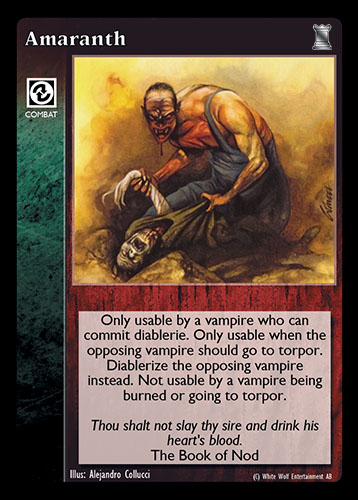 Amaranth
COMBAT
Only usable by a vampire who can
commit diablerie. Only usable when the
opposing vampire should go to torpor.
Diablerize the opposing vampire
instead. Not usable by a vampire being
burned or going to torpor.
Thou shalt not slay thy sire and drink his
heart's blood.
The Book of Nod
Illus: Alejandro Collucci
(C) White Wolf Entertainment AB